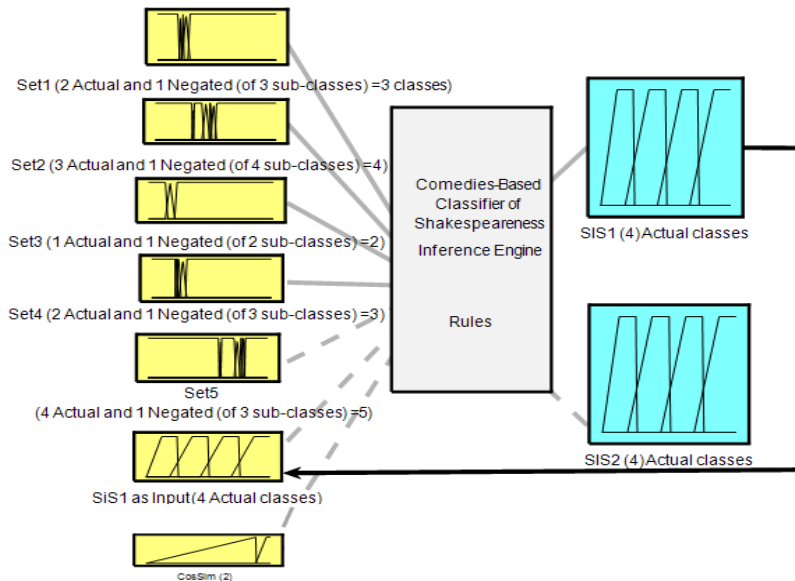 Set1 (2 Actual and 1 Negated (of 3 sub-classes) =3 classes)
Set2 (3 Actual and 1 Negated (of 4 sub-classes) =4)
Set3 (1 Actual and 1 Negated (of 2 sub-classes) =2)
Set4 (2 Actual and 1 Negated (of 3 sub-classes) =3)
Set5
(4 Actual and 1 Negated (of 3 sub-classes) =5)
SiS1 as Input (4 Actual classes)
CosSim (2)
Comedies-Based
Classifier of
Shakespeareness
Inference Engine
Rules
SIS1 (4) Actual classes
SIS2 (4) Actual classes